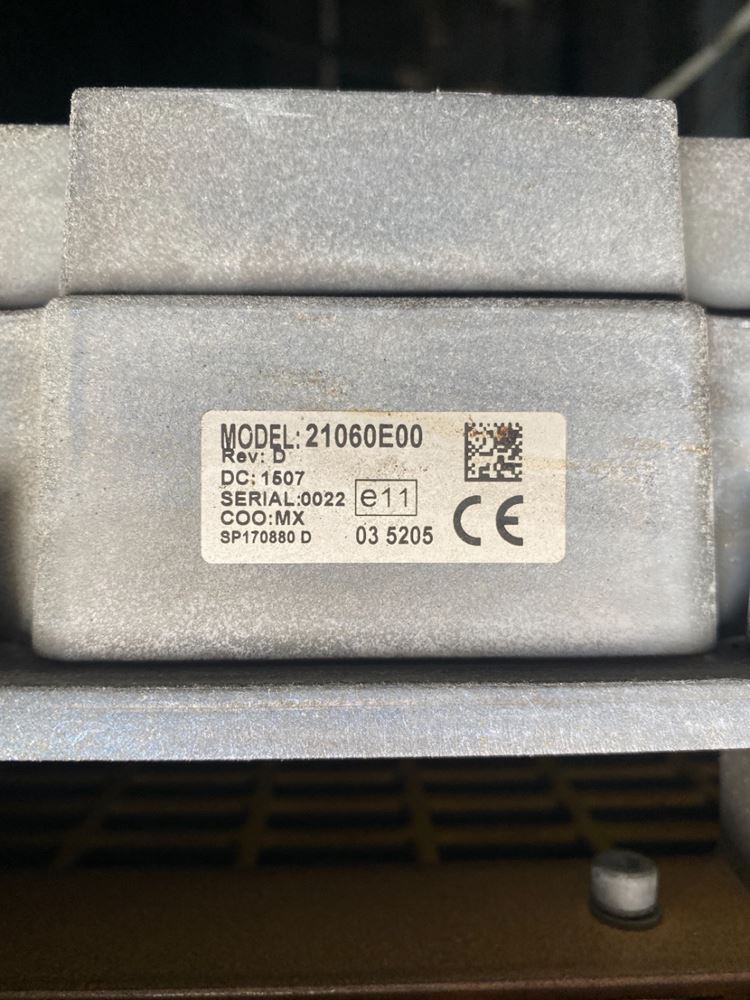 MODEL: 21060E00
Rev: D
DC: 1507
SERIAL:0022 e11
COO:MX
SP170880 D 03 5205 CE